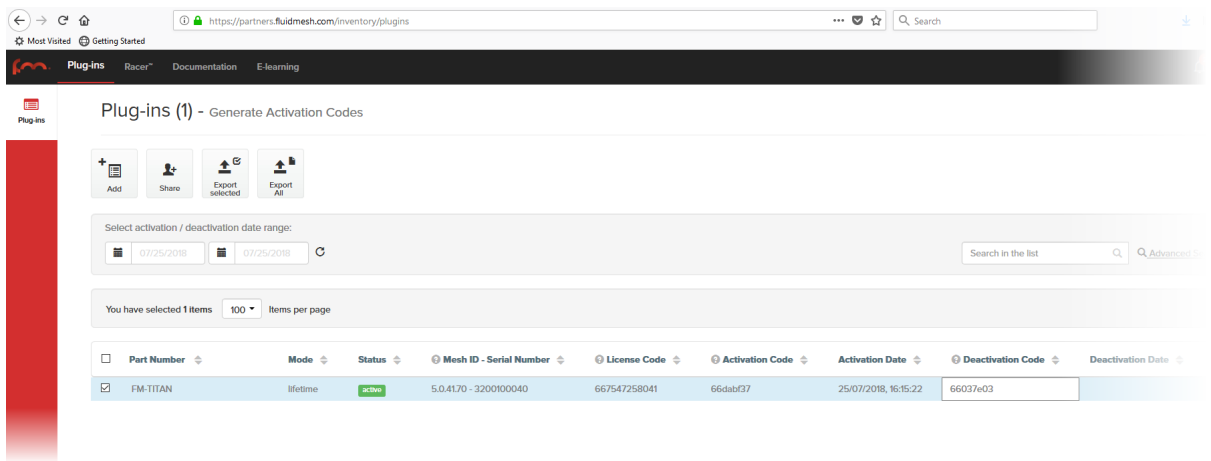 https://partners.fluidmesh.com/inventory/plugins
Search
Most Visited Getting Started
fm Plug-ins Racer™ Documentation E-learning
Plug-ins
Plug-ins (1) - Generate Activation Codes
Add
Share
Export selected
Export All
Select activation / deactivation date range:
07/25/2018 07/25/2018 Search in the list Advanced
You have selected 1 items 100 Items per page
Part Number Mode Status Mesh ID - Serial Number License Code Activation Code Activation Date Deactivation Code Deactivation Date
FM-TITAN lifetime active 5.0.41.70 - 3200100040 667547258041 66dabf37 25/07/2018, 16:15:22 66037e03